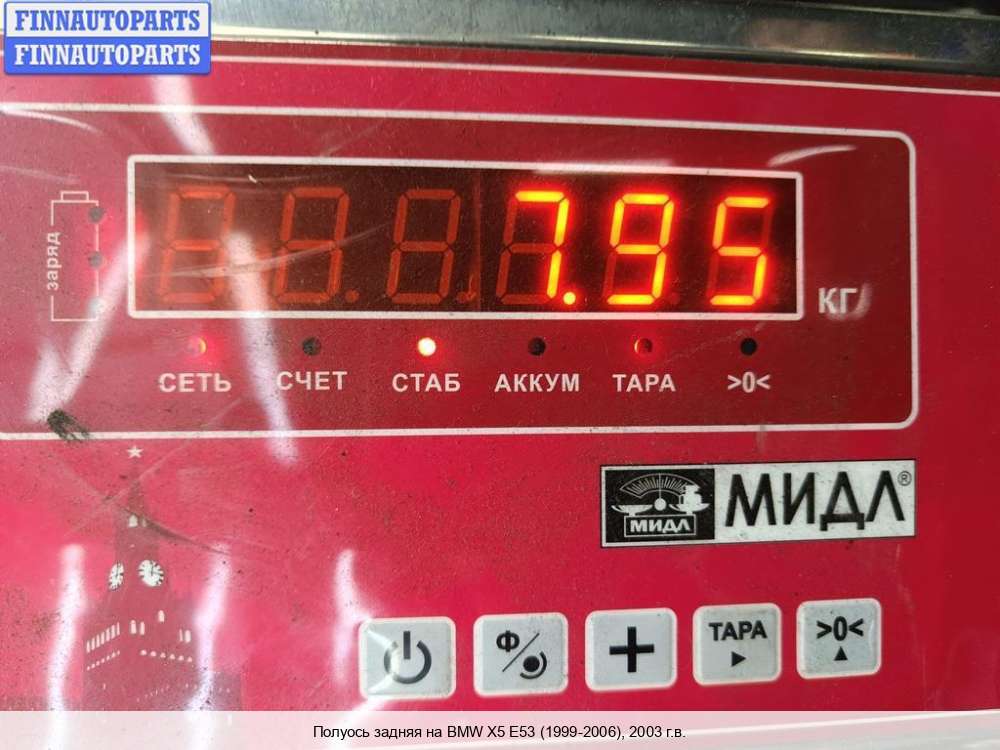 FINNAUTOPARTS
FINNAUTOPARTS
заряд
7.95
КГ
СЕТЬ СЧЕТ СТАБ АККУМ ТАРА >0<
МИДЛ
МИДЛ®
Ф
ТАРА
>0<
Полуось задняя на BMW X5 E53 (1999-2006), 2003 г.в.